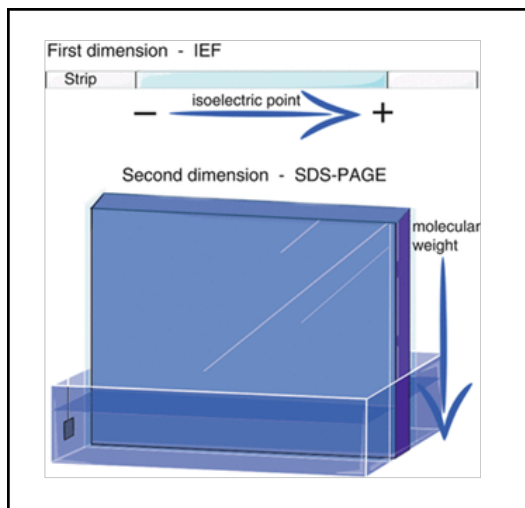 First dimension - IEF
Strip
isoelectric point
− +
Second dimension - SDS-PAGE
molecular
weight